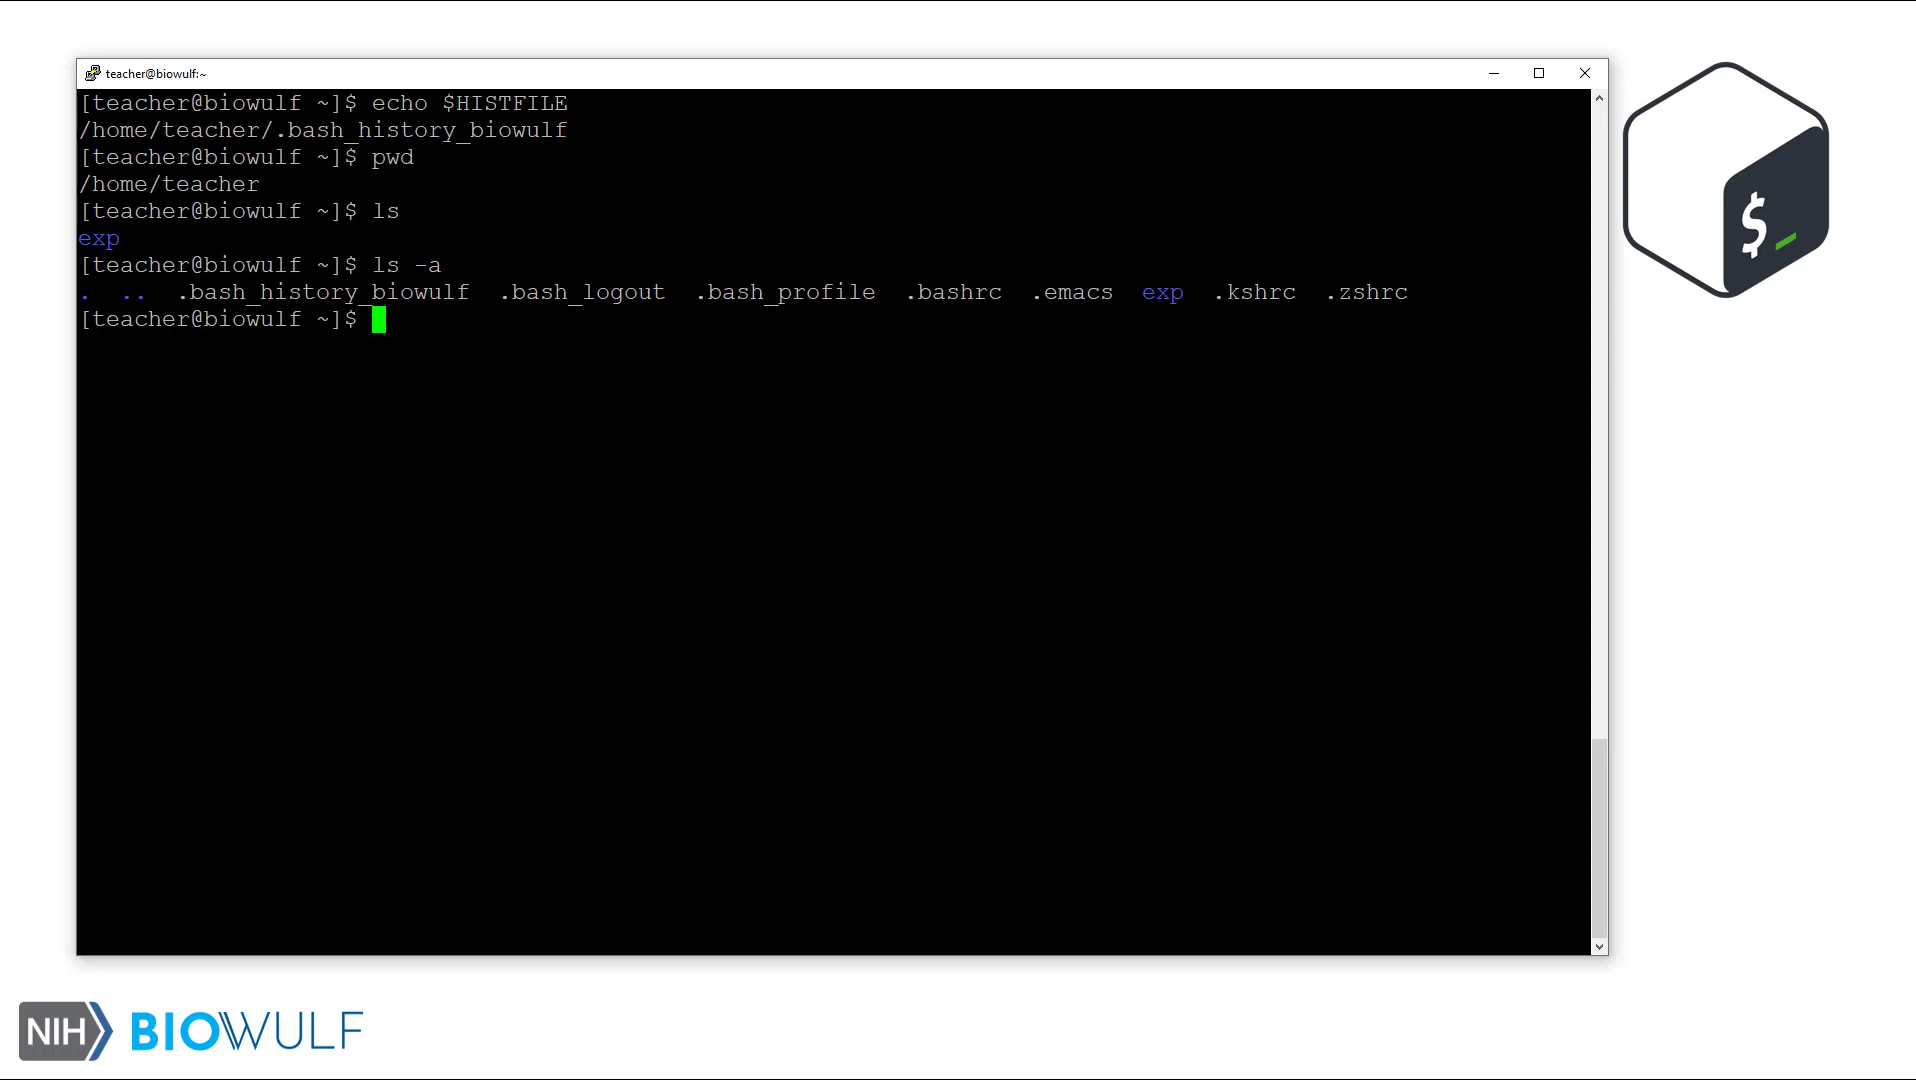 teacher@biowulf:~
[teacher@biowulf ~]$ echo $HISTFILE
/home/teacher/.bash_history_biowulf
[teacher@biowulf ~]$ pwd
/home/teacher
[teacher@biowulf ~]$ ls
exp
[teacher@biowulf ~]$ ls -a
.  ..  .bash_history_biowulf  .bash_logout  .bash_profile  .bashrc  .emacs  exp  .kshrc  .zshrc
[teacher@biowulf ~]$
$_
NIH BIOWULF